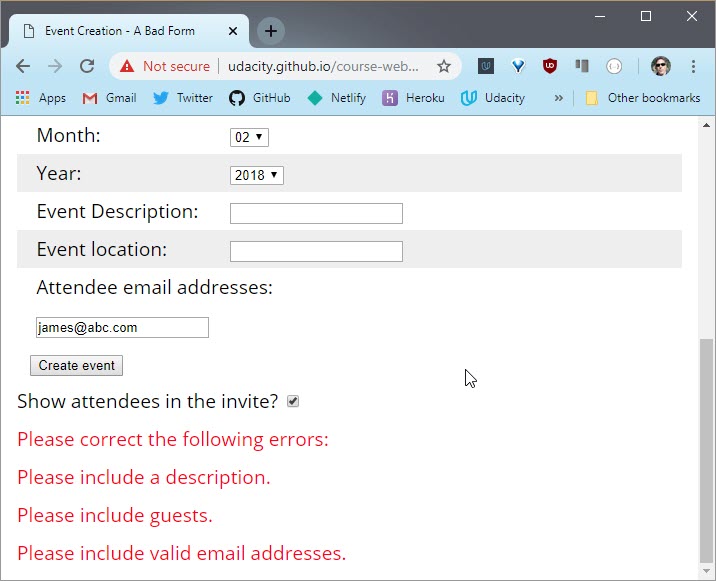 Event Creation - A Bad Form
Not secure udacity.github.io/course-web...
Apps Gmail Twitter GitHub Netlify Heroku Udacity » Other bookmarks
Month: 02
Year: 2018
Event Description:
Event location:
Attendee email addresses:
james@abc.com
Create event
Show attendees in the invite?
Please correct the following errors:
Please include a description.
Please include guests.
Please include valid email addresses.